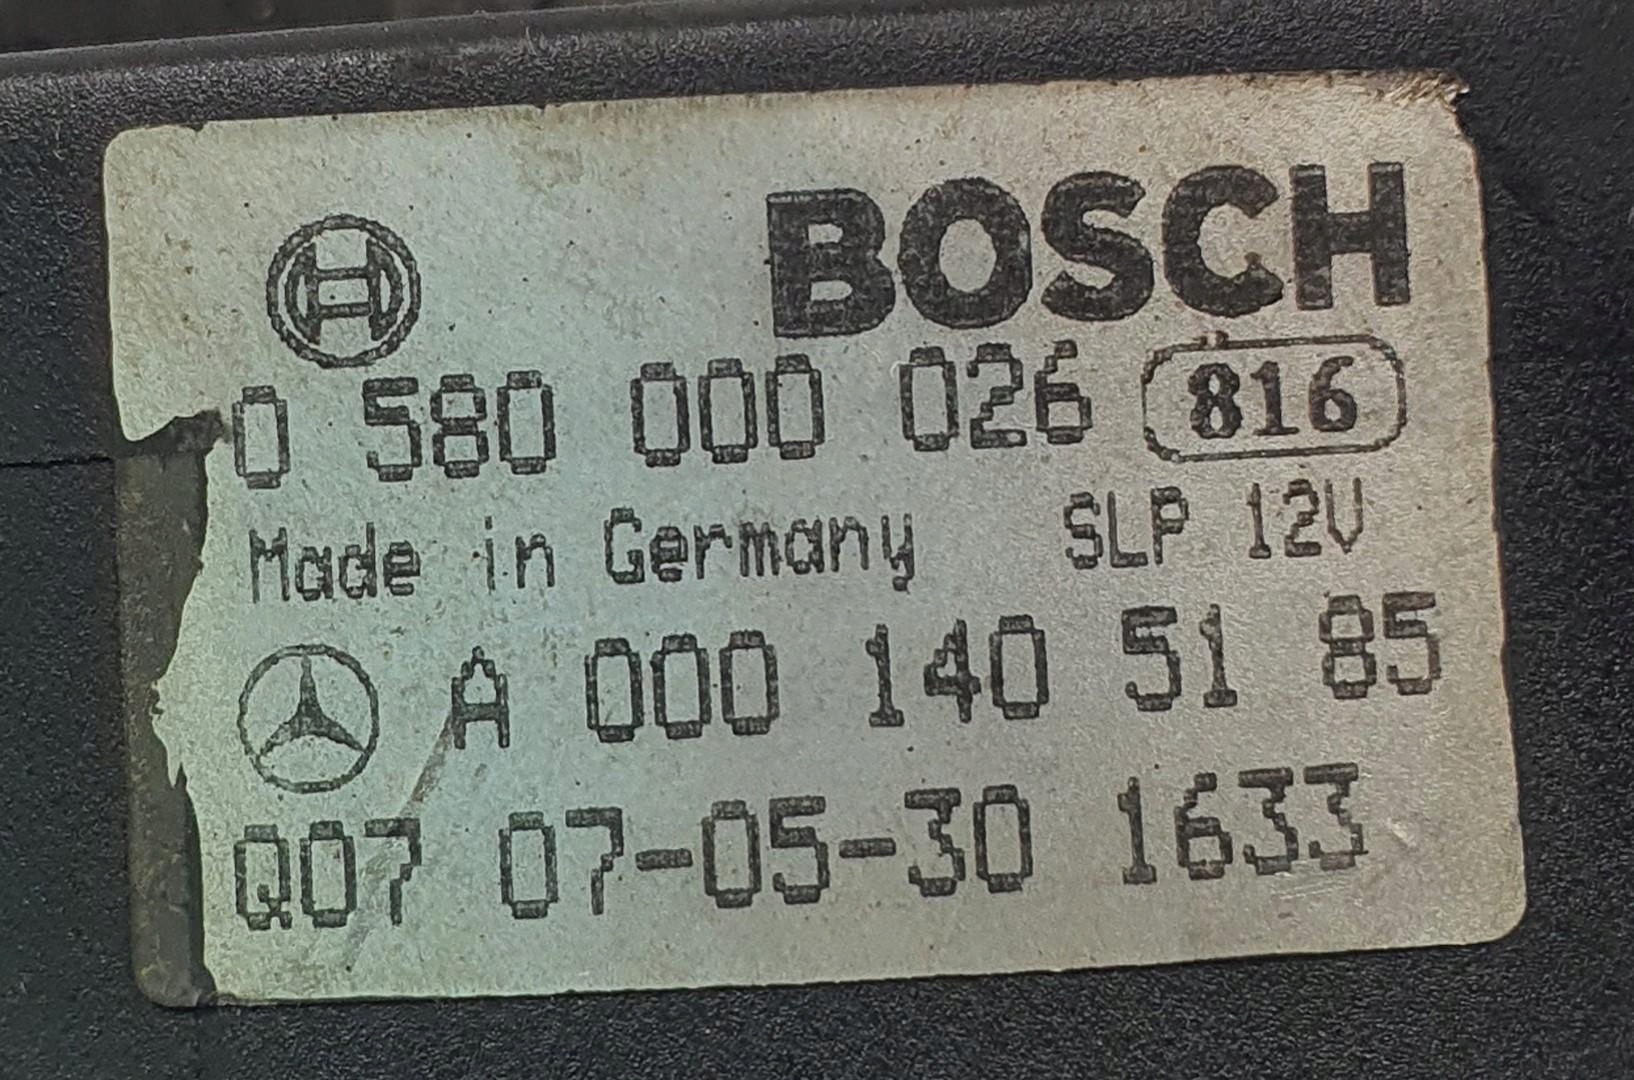 BOSCH
0 580 000 026 816
Made in Germany SLP 12V
A 000 140 51 85
Q07 07-05-30 1633